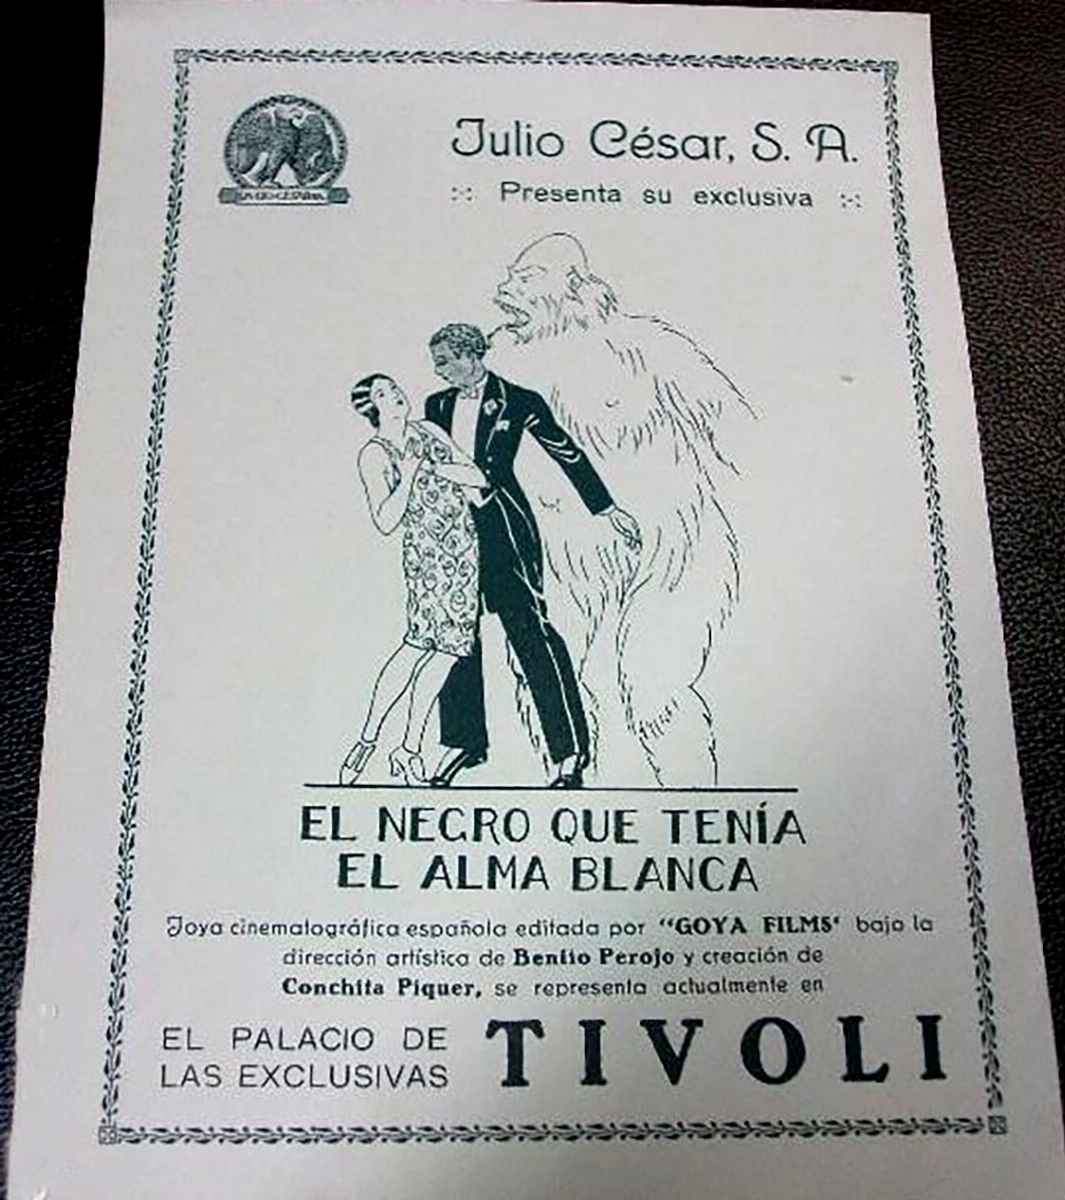 Julio César, S. A.
Presenta su exclusiva
EL NEGRO QUE TENÍA
EL ALMA BLANCA
Joya cinematográfica española editada por "GOYA FILMS" bajo la
dirección artística de Benito Perojo y creación de
Conchita Piquer, se representa actualmente en
EL PALACIO DE
LAS EXCLUSIVAS
TIVOLI